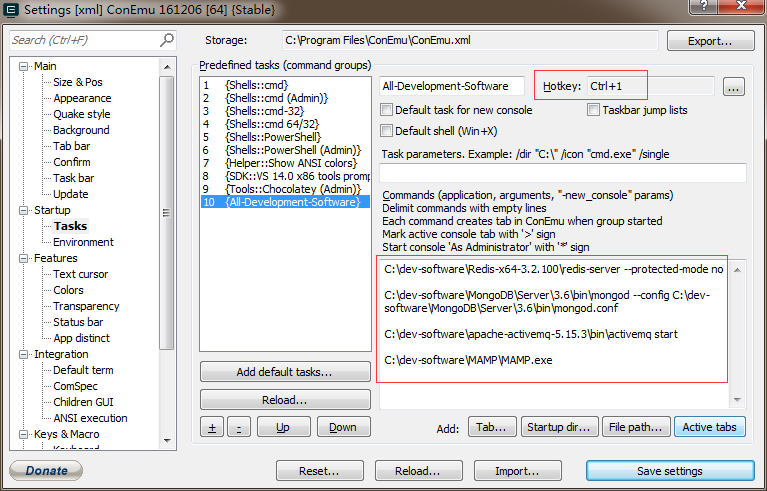 Settings [xml] ConEmu 161206 [64] {Stable}
Search (Ctrl+F)
Storage:
C:\Program Files\ConEmu\ConEmu.xml
Export...
Main
Size & Pos
Appearance
Quake style
Background
Tab bar
Confirm
Task bar
Update
Startup
Tasks
Environment
Features
Text cursor
Colors
Transparency
Status bar
App distinct
Integration
Default term
ComSpec
Children GUI
ANSI execution
Keys & Macro
Predefined tasks (command groups)
1 {Shells::cmd}
2 {Shells::cmd (Admin)}
3 {Shells::cmd-32}
4 {Shells::cmd 64/32}
5 {Shells::PowerShell}
6 {Shells::PowerShell (Admin)}
7 {Helper::Show ANSI colors}
8 {SDK::VS 14.0 x86 tools promp
9 {Tools::Chocolatey (Admin)}
10 {All-Development-Software}
Add default tasks...
Reload...
+
-
Up
Down
All-Development-Software
Hotkey:
Ctrl+1
...
Default task for new console
Taskbar jump lists
Default shell (Win+X)
Task parameters. Example: /dir "C:\" /icon "cmd.exe" /single
Commands (application, arguments, "-new_console" params)
Delimit commands with empty lines
Each command creates tab in ConEmu when group started
Mark active console tab with '>' sign
Start console 'As Administrator' with '*' sign
C:\dev-software\Redis-x64-3.2.100\redis-server --protected-mode no
C:\dev-software\MongoDB\Server\3.6\bin\mongod --config C:\dev-
software\MongoDB\Server\3.6\bin\mongod.conf
C:\dev-software\apache-activemq-5.15.3\bin\activemq start
C:\dev-software\MAMP\MAMP.exe
Add:
Tab...
Startup dir...
File path...
Active tabs
Donate
Reset...
Reload...
Import...
Save settings